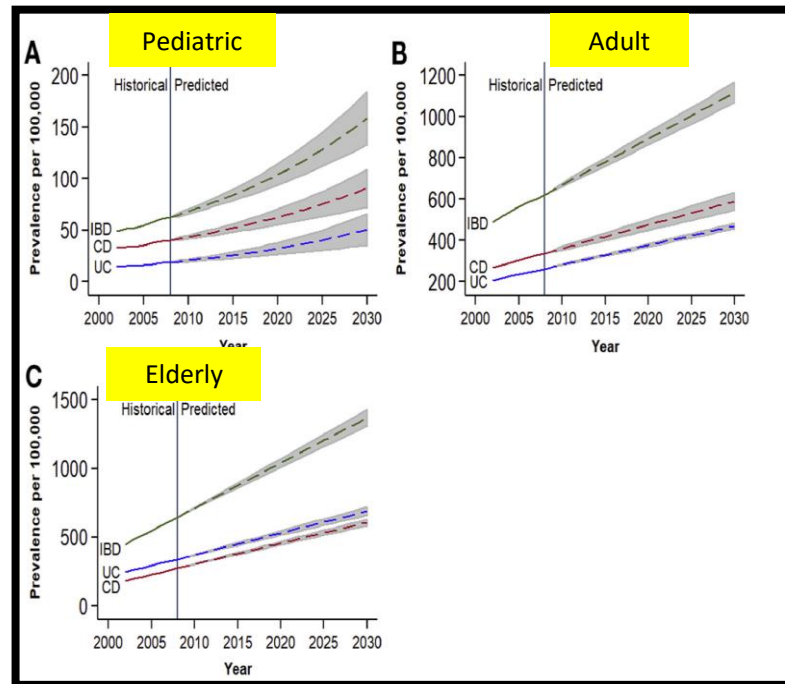 A
Pediatric
Prevalence per 100,000
200
150
100
50
0
Historical
Predicted
IBD
CD
UC
2000 2005 2010 2015 2020 2025 2030
Year
B
Adult
Prevalence per 100,000
1200
1000
800
600
400
200
Historical
Predicted
IBD
CD
UC
2000 2005 2010 2015 2020 2025 2030
Year
C
Elderly
Prevalence per 100,000
1500
1000
500
0
Historical
Predicted
IBD
UC
CD
2000 2005 2010 2015 2020 2025 2030
Year